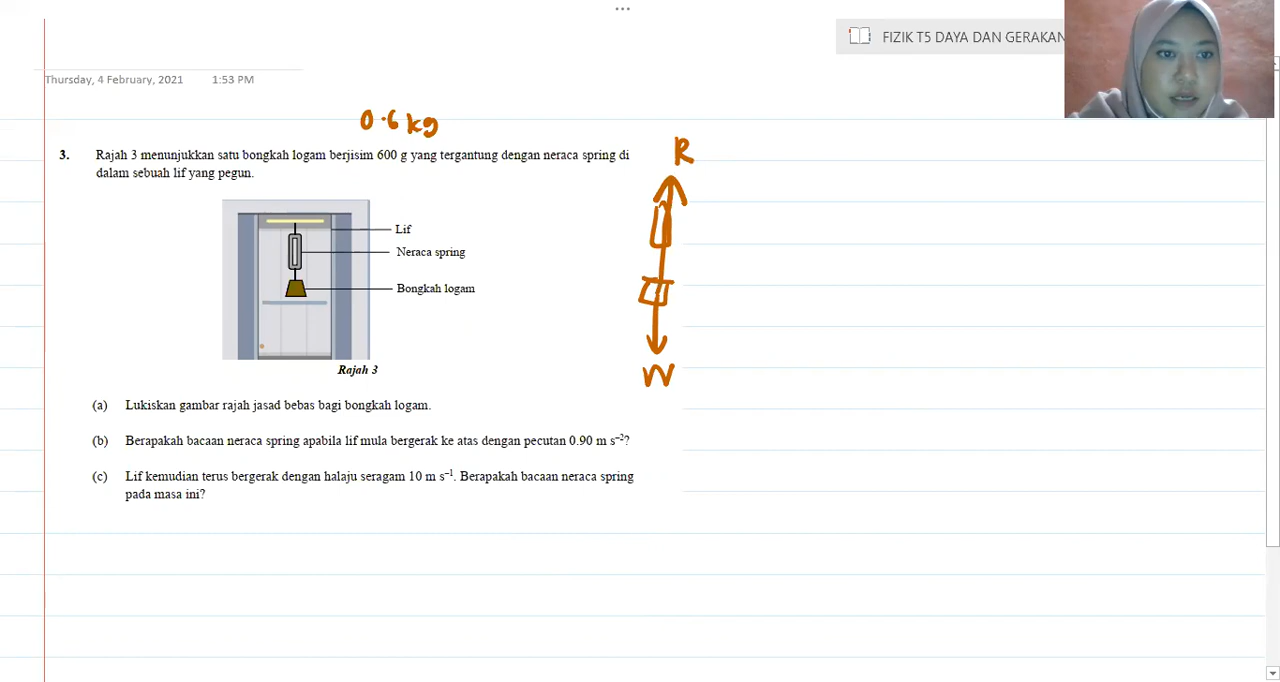 FIZIK T5 DAYA DAN GERAKAN
Thursday, 4 February, 2021 1:53 PM
0.6 kg
3. Rajah 3 menunjukkan satu bongkah logam berjisim 600 g yang tergantung dengan neraca spring di
dalam sebuah lif yang pegun.
R
Lif
Neraca spring
Bongkah logam
Rajah 3
W
(a) Lukiskan gambar rajah jasad bebas bagi bongkah logam.
(b) Berapakah bacaan neraca spring apabila lif mula bergerak ke atas dengan pecutan 0.90 m s⁻²?
(c) Lif kemudian terus bergerak dengan halaju seragam 10 m s⁻¹. Berapakah bacaan neraca spring
pada masa ini?